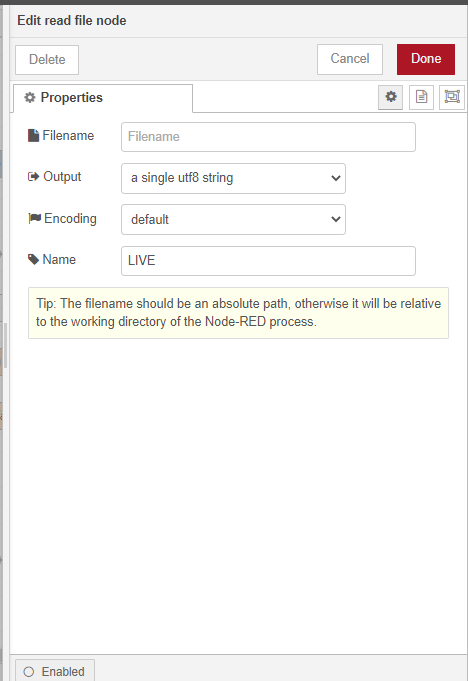 Edit read file node
Delete
Cancel
Done
Properties
Filename
Filename
Output
a single utf8 string
Encoding
default
Name
LIVE
Tip: The filename should be an absolute path, otherwise it will be relative
to the working directory of the Node-RED process.
Enabled